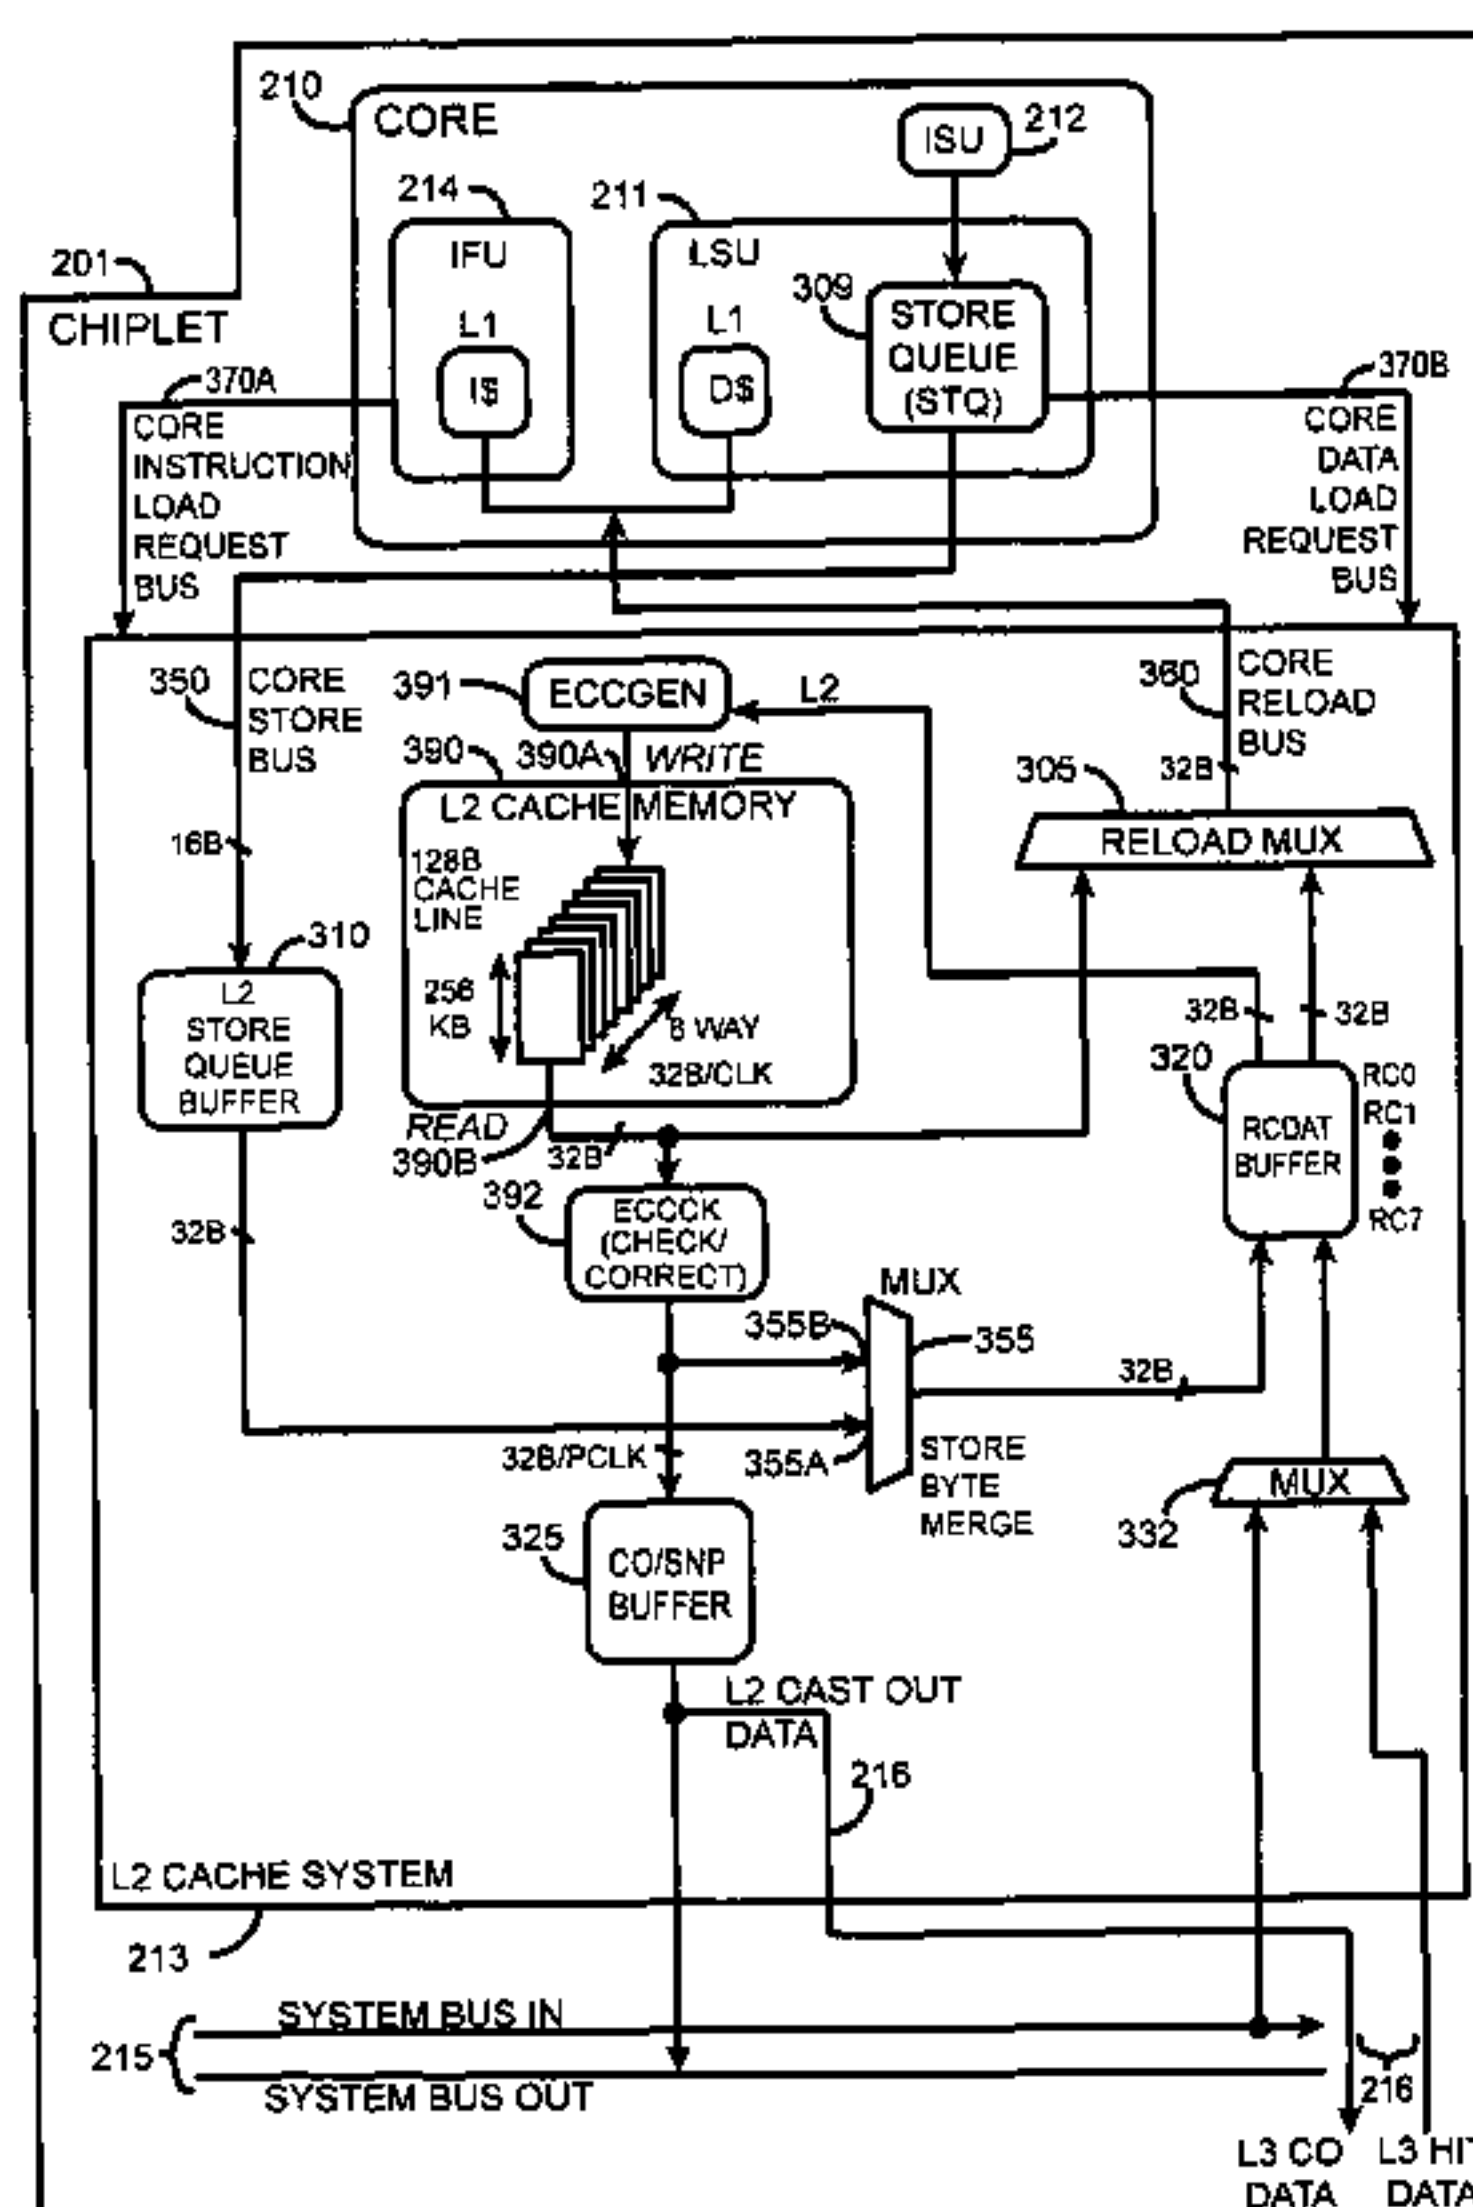 210
CORE
ISU
212
214
211
IFU
LSU
201
CHIPLET
309
STORE
QUEUE
(STQ)
L1
I$
L1
D$
370A
370B
CORE
INSTRUCTION
LOAD
REQUEST
BUS
CORE
DATA
LOAD
REQUEST
BUS
350
CORE
STORE
BUS
391
ECCGEN
L2
360
CORE
RELOAD
BUS
390
390A
WRITE
305
32B
L2 CACHE MEMORY
RELOAD MUX
16B
128B
CACHE
LINE
310
L2
STORE
QUEUE
BUFFER
256
KB
8 WAY
32B/CLK
32B
32B
320
RCDAT
BUFFER
RC0
RC1
RC7
READ
390B
32B
392
ECCCK
(CHECK/
CORRECT)
32B
MUX
355B
355
32B
32B/PCLK
355A
STORE
BYTE
MERGE
MUX
332
325
CO/SNP
BUFFER
L2 CAST OUT
DATA
216
L2 CACHE SYSTEM
213
SYSTEM BUS IN
215
SYSTEM BUS OUT
216
L3 CO
DATA
L3 HIT
DATA